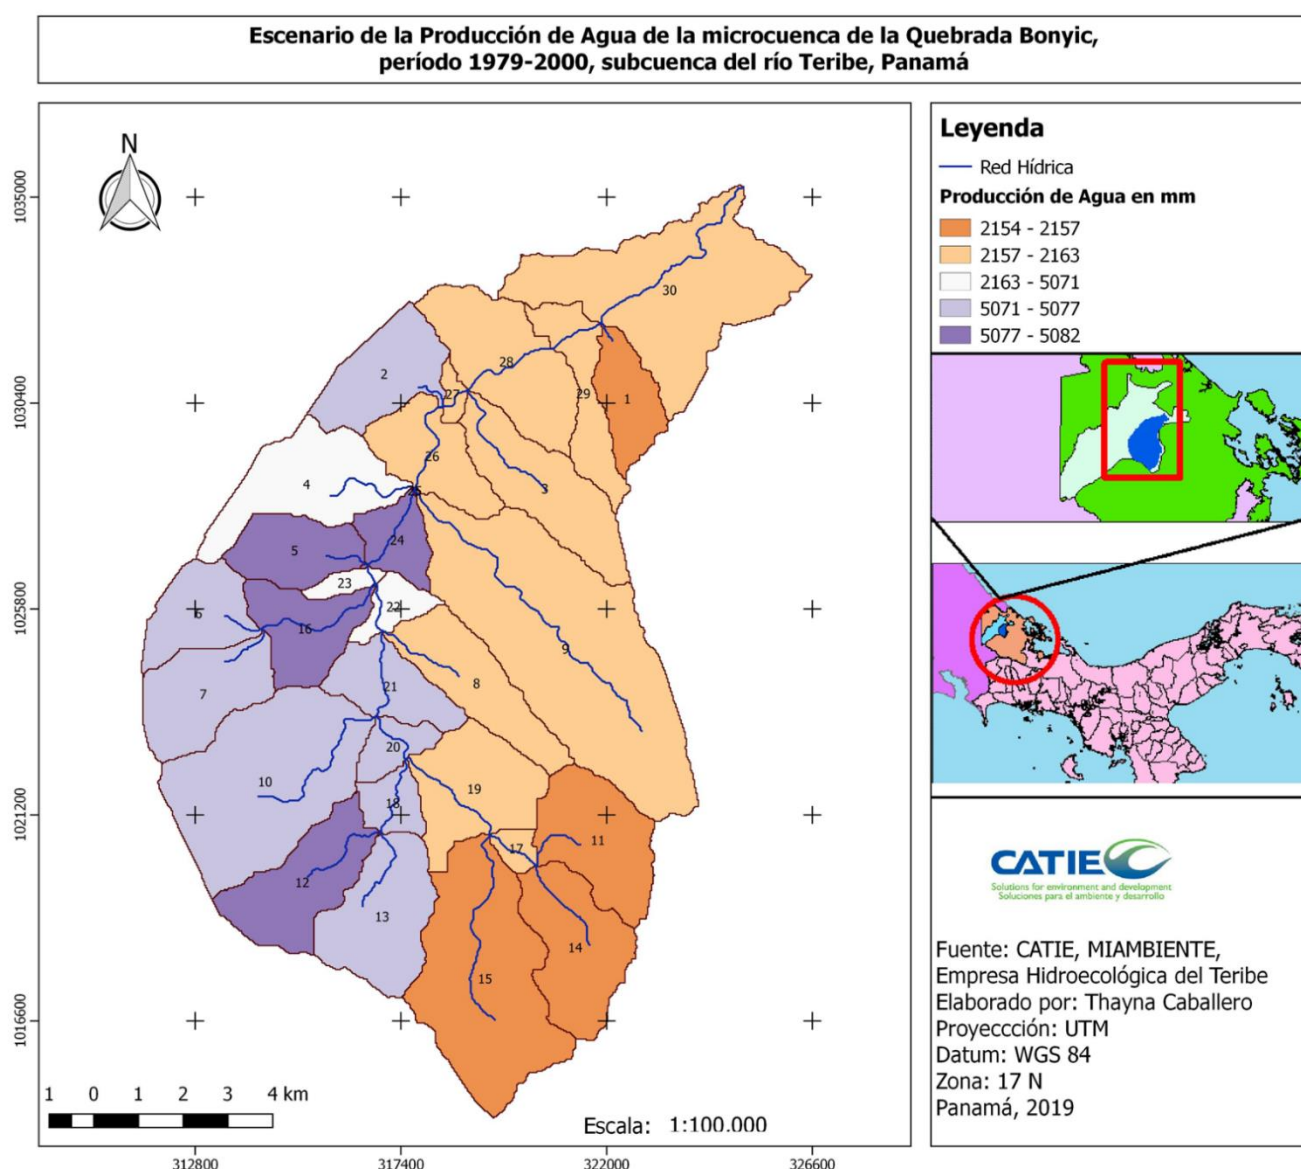 Escenario de la Producción de Agua de la microcuenca de la Quebrada Bonyic,
período 1979-2000, subcuenca del río Teribe, Panamá
N
1035000
1030400
1025800
1021200
1016600
30
28
2
27
29
1
26
3
4
25
24
5
23
22
6
16
9
21
8
7
20
10
19
18
17
11
12
13
14
15
1 0 1 2 3 4 km
Escala: 1:100.000
312800 317400 322000 326600
Leyenda
Red Hídrica
Producción de Agua en mm
2154 - 2157
2157 - 2163
2163 - 5071
5071 - 5077
5077 - 5082
CATIE
Solutions for environment and development
Soluciones para el ambiente y desarrollo
Fuente: CATIE, MIAMBIENTE,
Empresa Hidroecológica del Teribe
Elaborado por: Thayna Caballero
Proyeccción: UTM
Datum: WGS 84
Zona: 17 N
Panamá, 2019